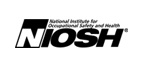 National Institute for
Occupational Safety and Health
NIOSH®